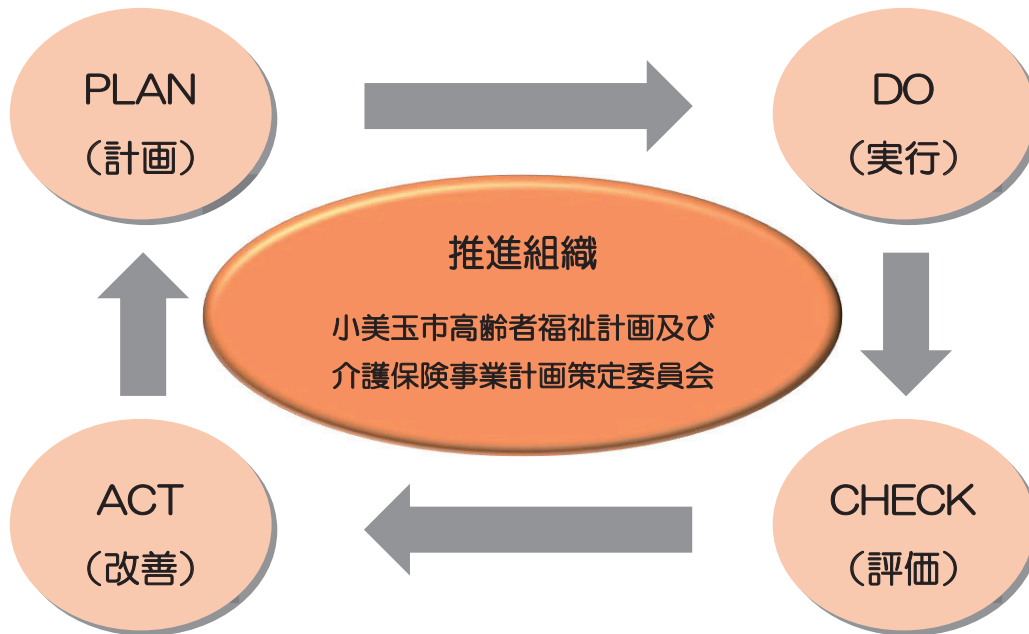 PLAN
(計画)
DO
(実行)
推進組織
小美玉市高齢者福祉計画及び
介護保険事業計画策定委員会
ACT
(改善)
CHECK
(評価)